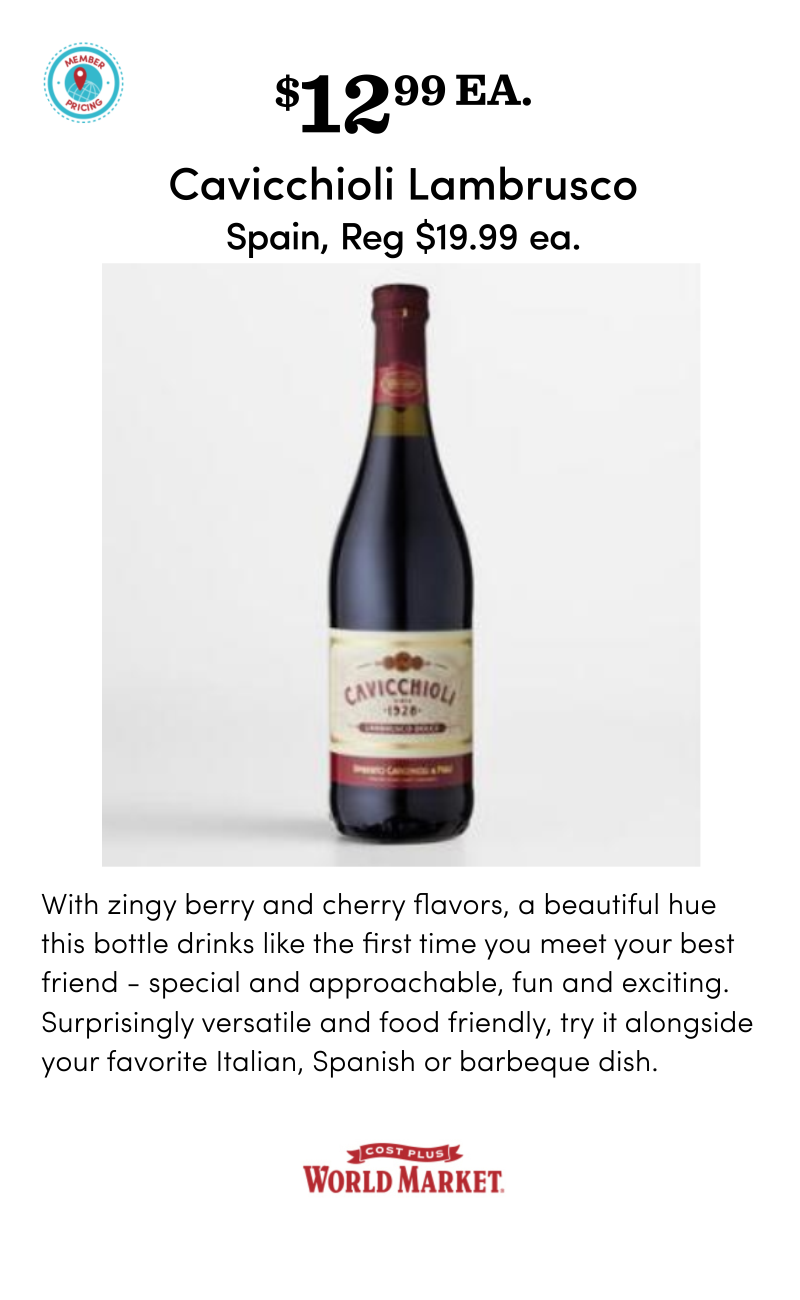 MEMBER
PRICING
$12 99 EA.
Cavicchioli Lambrusco
Spain, Reg $19.99 ea.
CAVICCHIOLI
·1928·
With zingy berry and cherry flavors, a beautiful hue
this bottle drinks like the first time you meet your best
friend - special and approachable, fun and exciting.
Surprisingly versatile and food friendly, try it alongside
your favorite Italian, Spanish or barbeque dish.
COST PLUS
WORLD MARKET®